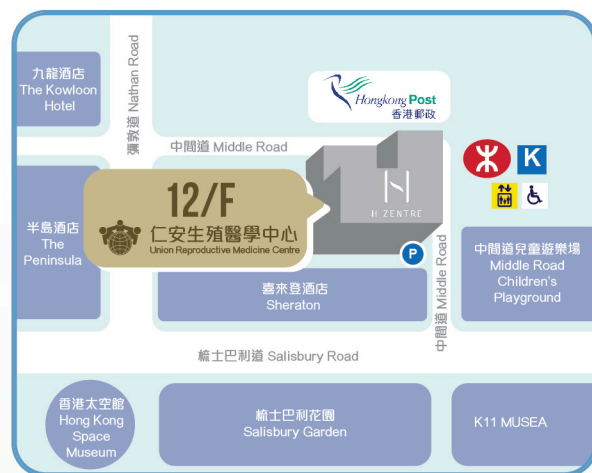 九龍酒店
The Kowloon
Hotel
彌敦道 Nathan Road
Hongkong Post
香港郵政
中間道 Middle Road
K
12/F
仁安生殖醫學中心
Union Reproductive Medicine Centre
H ZENTRE
半島酒店
The
Peninsula
P
中間道 Middle Road
中間道兒童遊樂場
Middle Road
Children's
Playground
喜來登酒店
Sheraton
梳士巴利道 Salisbury Road
香港太空館
Hong Kong
Space
Museum
梳士巴利花園
Salisbury Garden
K11 MUSEA